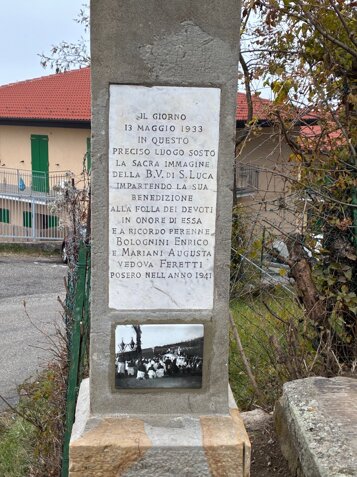 IL GIORNO
13 MAGGIO 1933
IN QUESTO
PRECISO LUOGO SOSTO
LA SACRA IMMAGINE
DELLA B.V. DI S. LUCA
IMPARTENDO LA SUA
BENEDIZIONE
ALLA FOLLA DEI DEVOTI
IN ONORE DI ESSA
E A RICORDO PERENNE
BOLOGNINI ENRICO
E MARIANI AUGUSTA
VEDOVA FERETTI
POSERO NELL'ANNO 1941